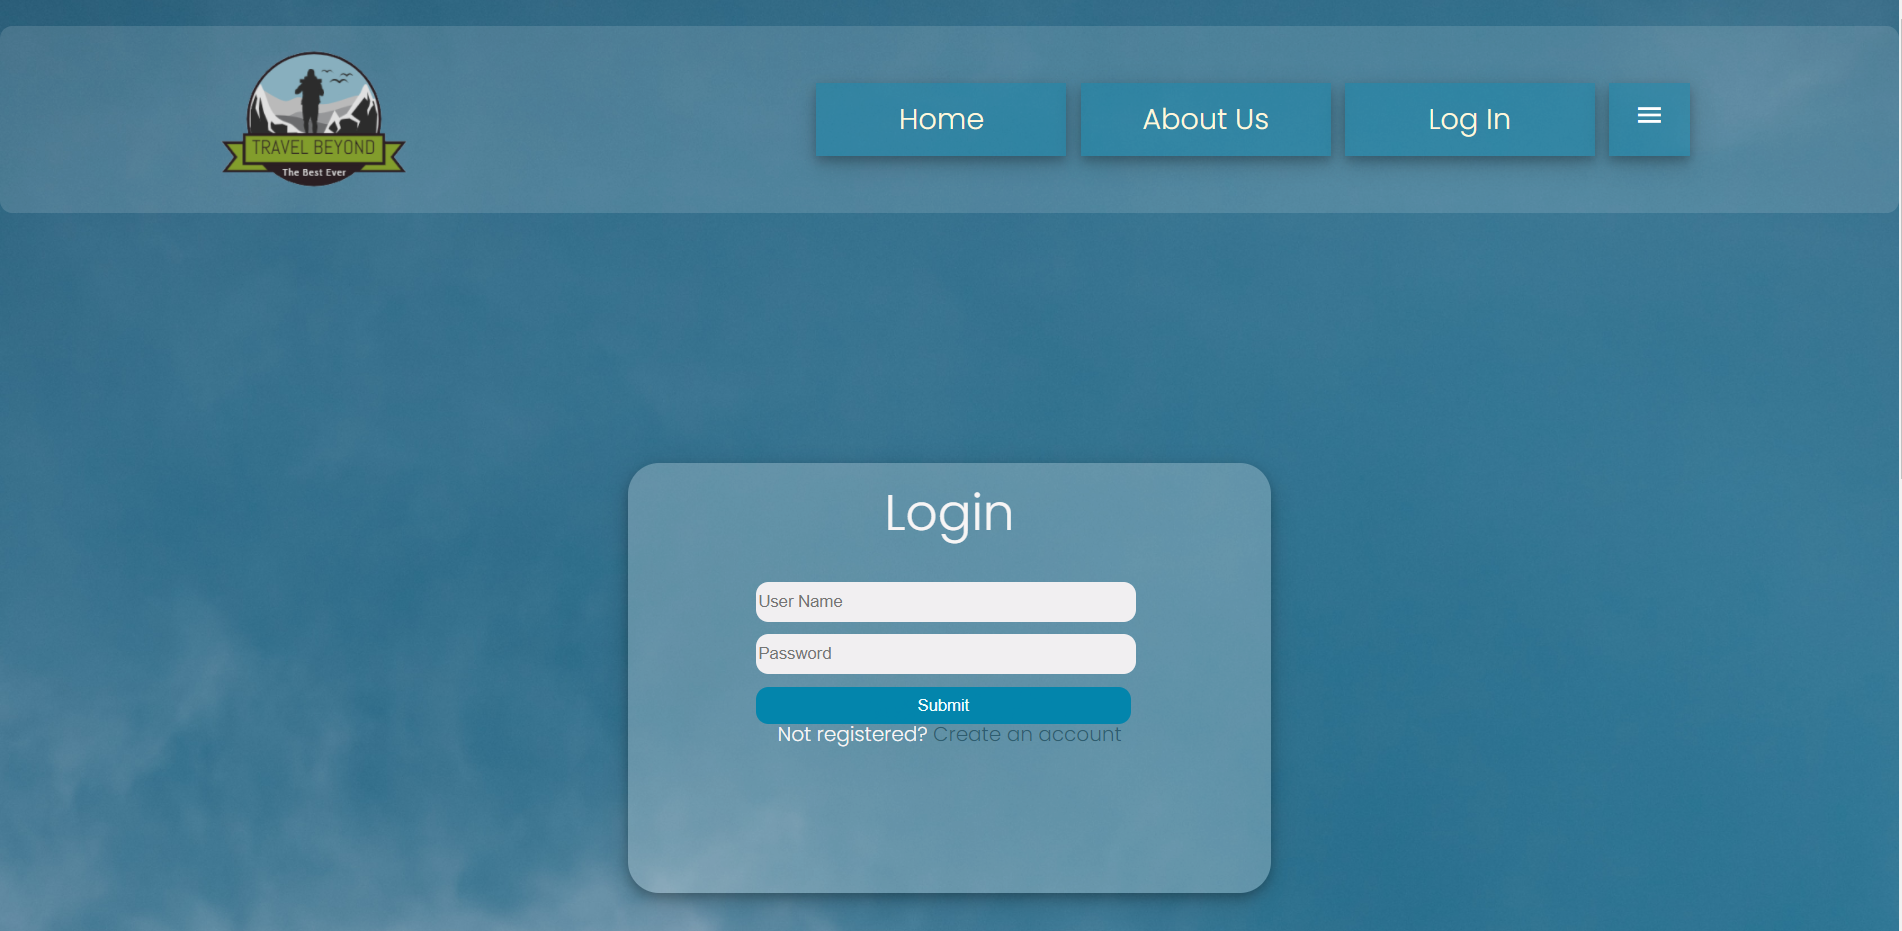 TRAVEL BEYOND
The Best Ever
Home
About Us
Log In
Login
User Name
Password
Submit
Not registered? Create an account